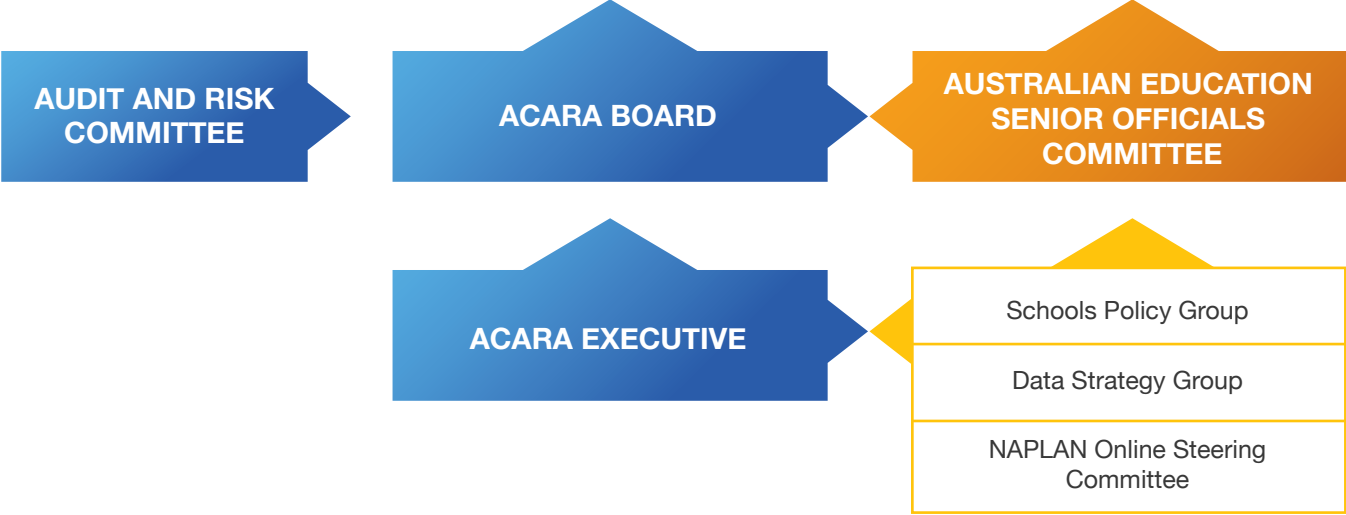 AUDIT AND RISK
COMMITTEE
ACARA BOARD
AUSTRALIAN EDUCATION
SENIOR OFFICIALS
COMMITTEE
ACARA EXECUTIVE
Schools Policy Group
Data Strategy Group
NAPLAN Online Steering
Committee